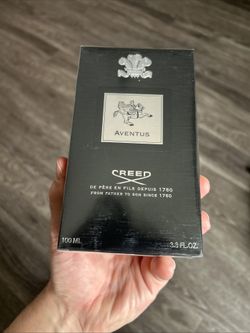 AVENTUS
CREED
DE PÈRE EN FILS DEPUIS 1760
FROM FATHER TO SON SINCE 1760
100 ML
3.3 FL.OZ.